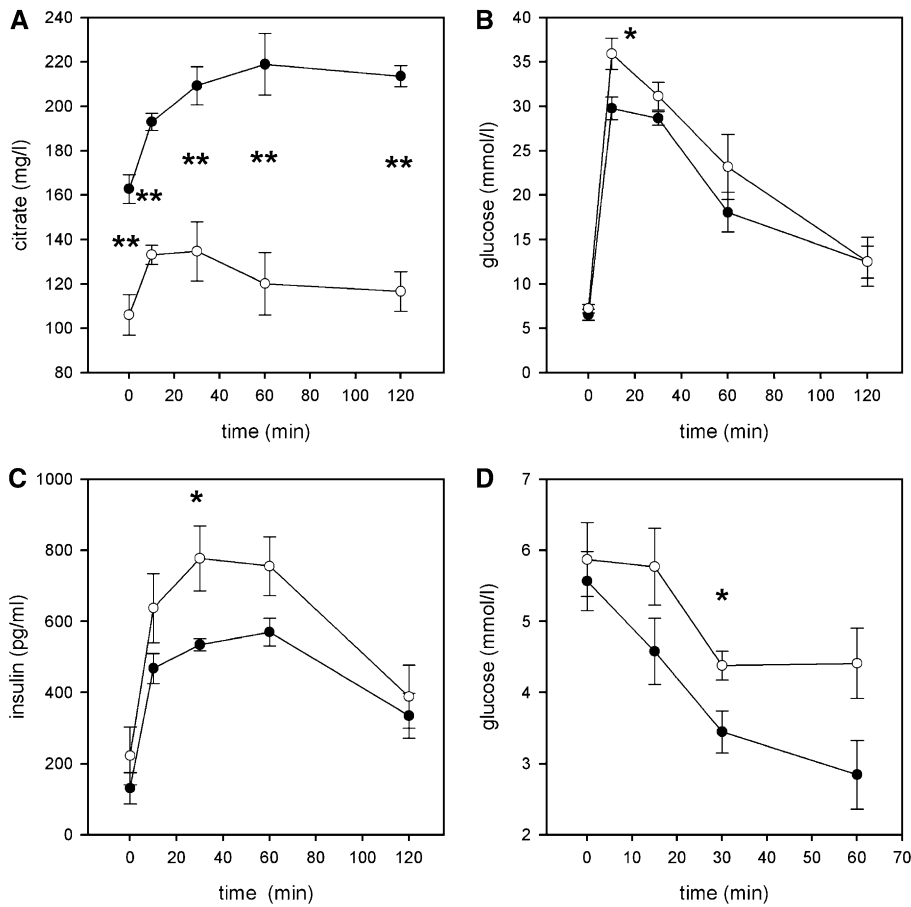 A
240
220
200
180
160
140
120
100
80
citrate (mg/l)
**
**
**
**
**
0 20 40 60 80 100 120
time (min)
B
40
35
30
25
20
15
10
5
0
glucose (mmol/l)
*
0 20 40 60 80 100 120
time (min)
C
1000
800
600
400
200
0
insulin (pg/ml)
*
0 20 40 60 80 100 120
time (min)
D
7
6
5
4
3
2
glucose (mmol/l)
*
0 10 20 30 40 50 60 70
time (min)